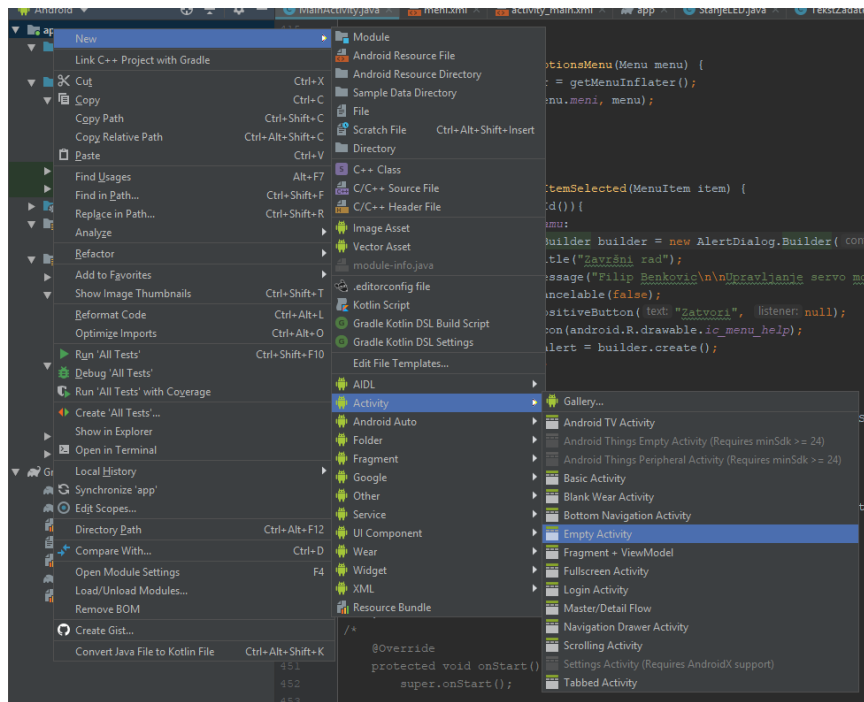 Android
MainActivity.java
meni.xml
activity_main.xml
app
StanjeLED.java
TekstZadat
New
Link C++ Project with Gradle
Cut Ctrl+X
Copy Ctrl+C
Copy Path Ctrl+Shift+C
Copy Relative Path Ctrl+Alt+Shift+C
Paste Ctrl+V
Find Usages Alt+F7
Find in Path... Ctrl+Shift+F
Replace in Path... Ctrl+Shift+R
Analyze
Refactor
Add to Favorites
Show Image Thumbnails Ctrl+Shift+T
Reformat Code Ctrl+Alt+L
Optimize Imports Ctrl+Alt+O
Run 'All Tests' Ctrl+Shift+F10
Debug 'All Tests'
Run 'All Tests' with Coverage
Create 'All Tests'...
Show in Explorer
Open in Terminal
Local History
Synchronize 'app'
Edit Scopes...
Directory Path Ctrl+Alt+F12
Compare With... Ctrl+D
Open Module Settings F4
Load/Unload Modules...
Remove BOM
Create Gist...
Convert Java File to Kotlin File Ctrl+Alt+Shift+K
Module
Android Resource File
Android Resource Directory
Sample Data Directory
File
Scratch File Ctrl+Alt+Shift+Insert
Directory
C++ Class
C/C++ Source File
C/C++ Header File
Image Asset
Vector Asset
module-info.java
.editorconfig file
Kotlin Script
Gradle Kotlin DSL Build Script
Gradle Kotlin DSL Settings
Edit File Templates...
AIDL
Activity
Android Auto
Folder
Fragment
Google
Other
Service
UI Component
Wear
Widget
XML
Resource Bundle
Gallery...
Android TV Activity
Android Things Empty Activity (Requires minSdk >= 24)
Android Things Peripheral Activity (Requires minSdk >= 24)
Basic Activity
Blank Wear Activity
Bottom Navigation Activity
Empty Activity
Fragment + ViewModel
Fullscreen Activity
Login Activity
Master/Detail Flow
Navigation Drawer Activity
Scrolling Activity
Settings Activity (Requires AndroidX support)
Tabbed Activity
ptionsMenu(Menu menu) {
r = getMenuInflater();
enu.meni, menu);
ItemSelected(MenuItem item) {
Id()){
Builder builder = new AlertDialog.Builder( con
itle("Završni rad");
essage("Filip Benkovic\n\nUpravljanje servo mo
ancelable(false);
ositiveButton( text: "Zatvori", listener: null);
con(android.R.drawable.ic_menu_help);
alert = builder.create();
/*
@Override
451 protected void onStart()
452 super.onStart();
453